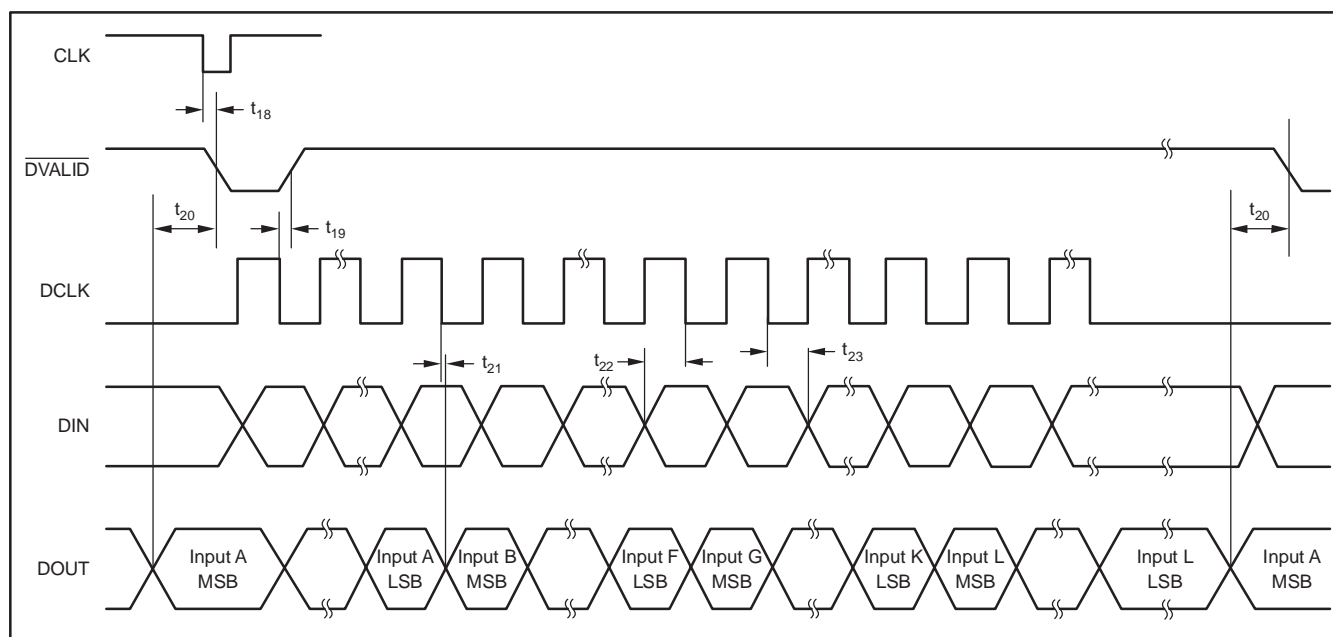 CLK
t18
DVALID
t20
t19
t20
DCLK
t21
t22
t23
DIN
DOUT
Input A
MSB
Input A
LSB
Input B
MSB
Input F
LSB
Input G
MSB
Input K
LSB
Input L
MSB
Input L
LSB
Input A
MSB